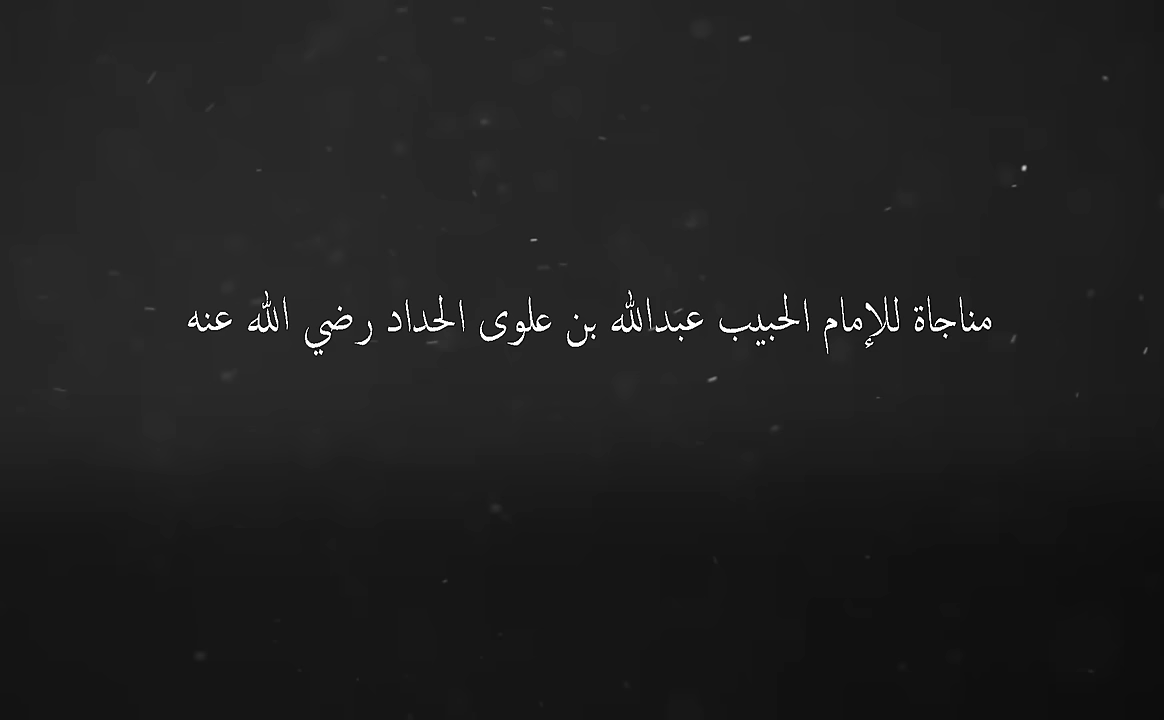 مناجاة للإمام الحبيب عبدالله بن علوى الحداد رضي الله عنه